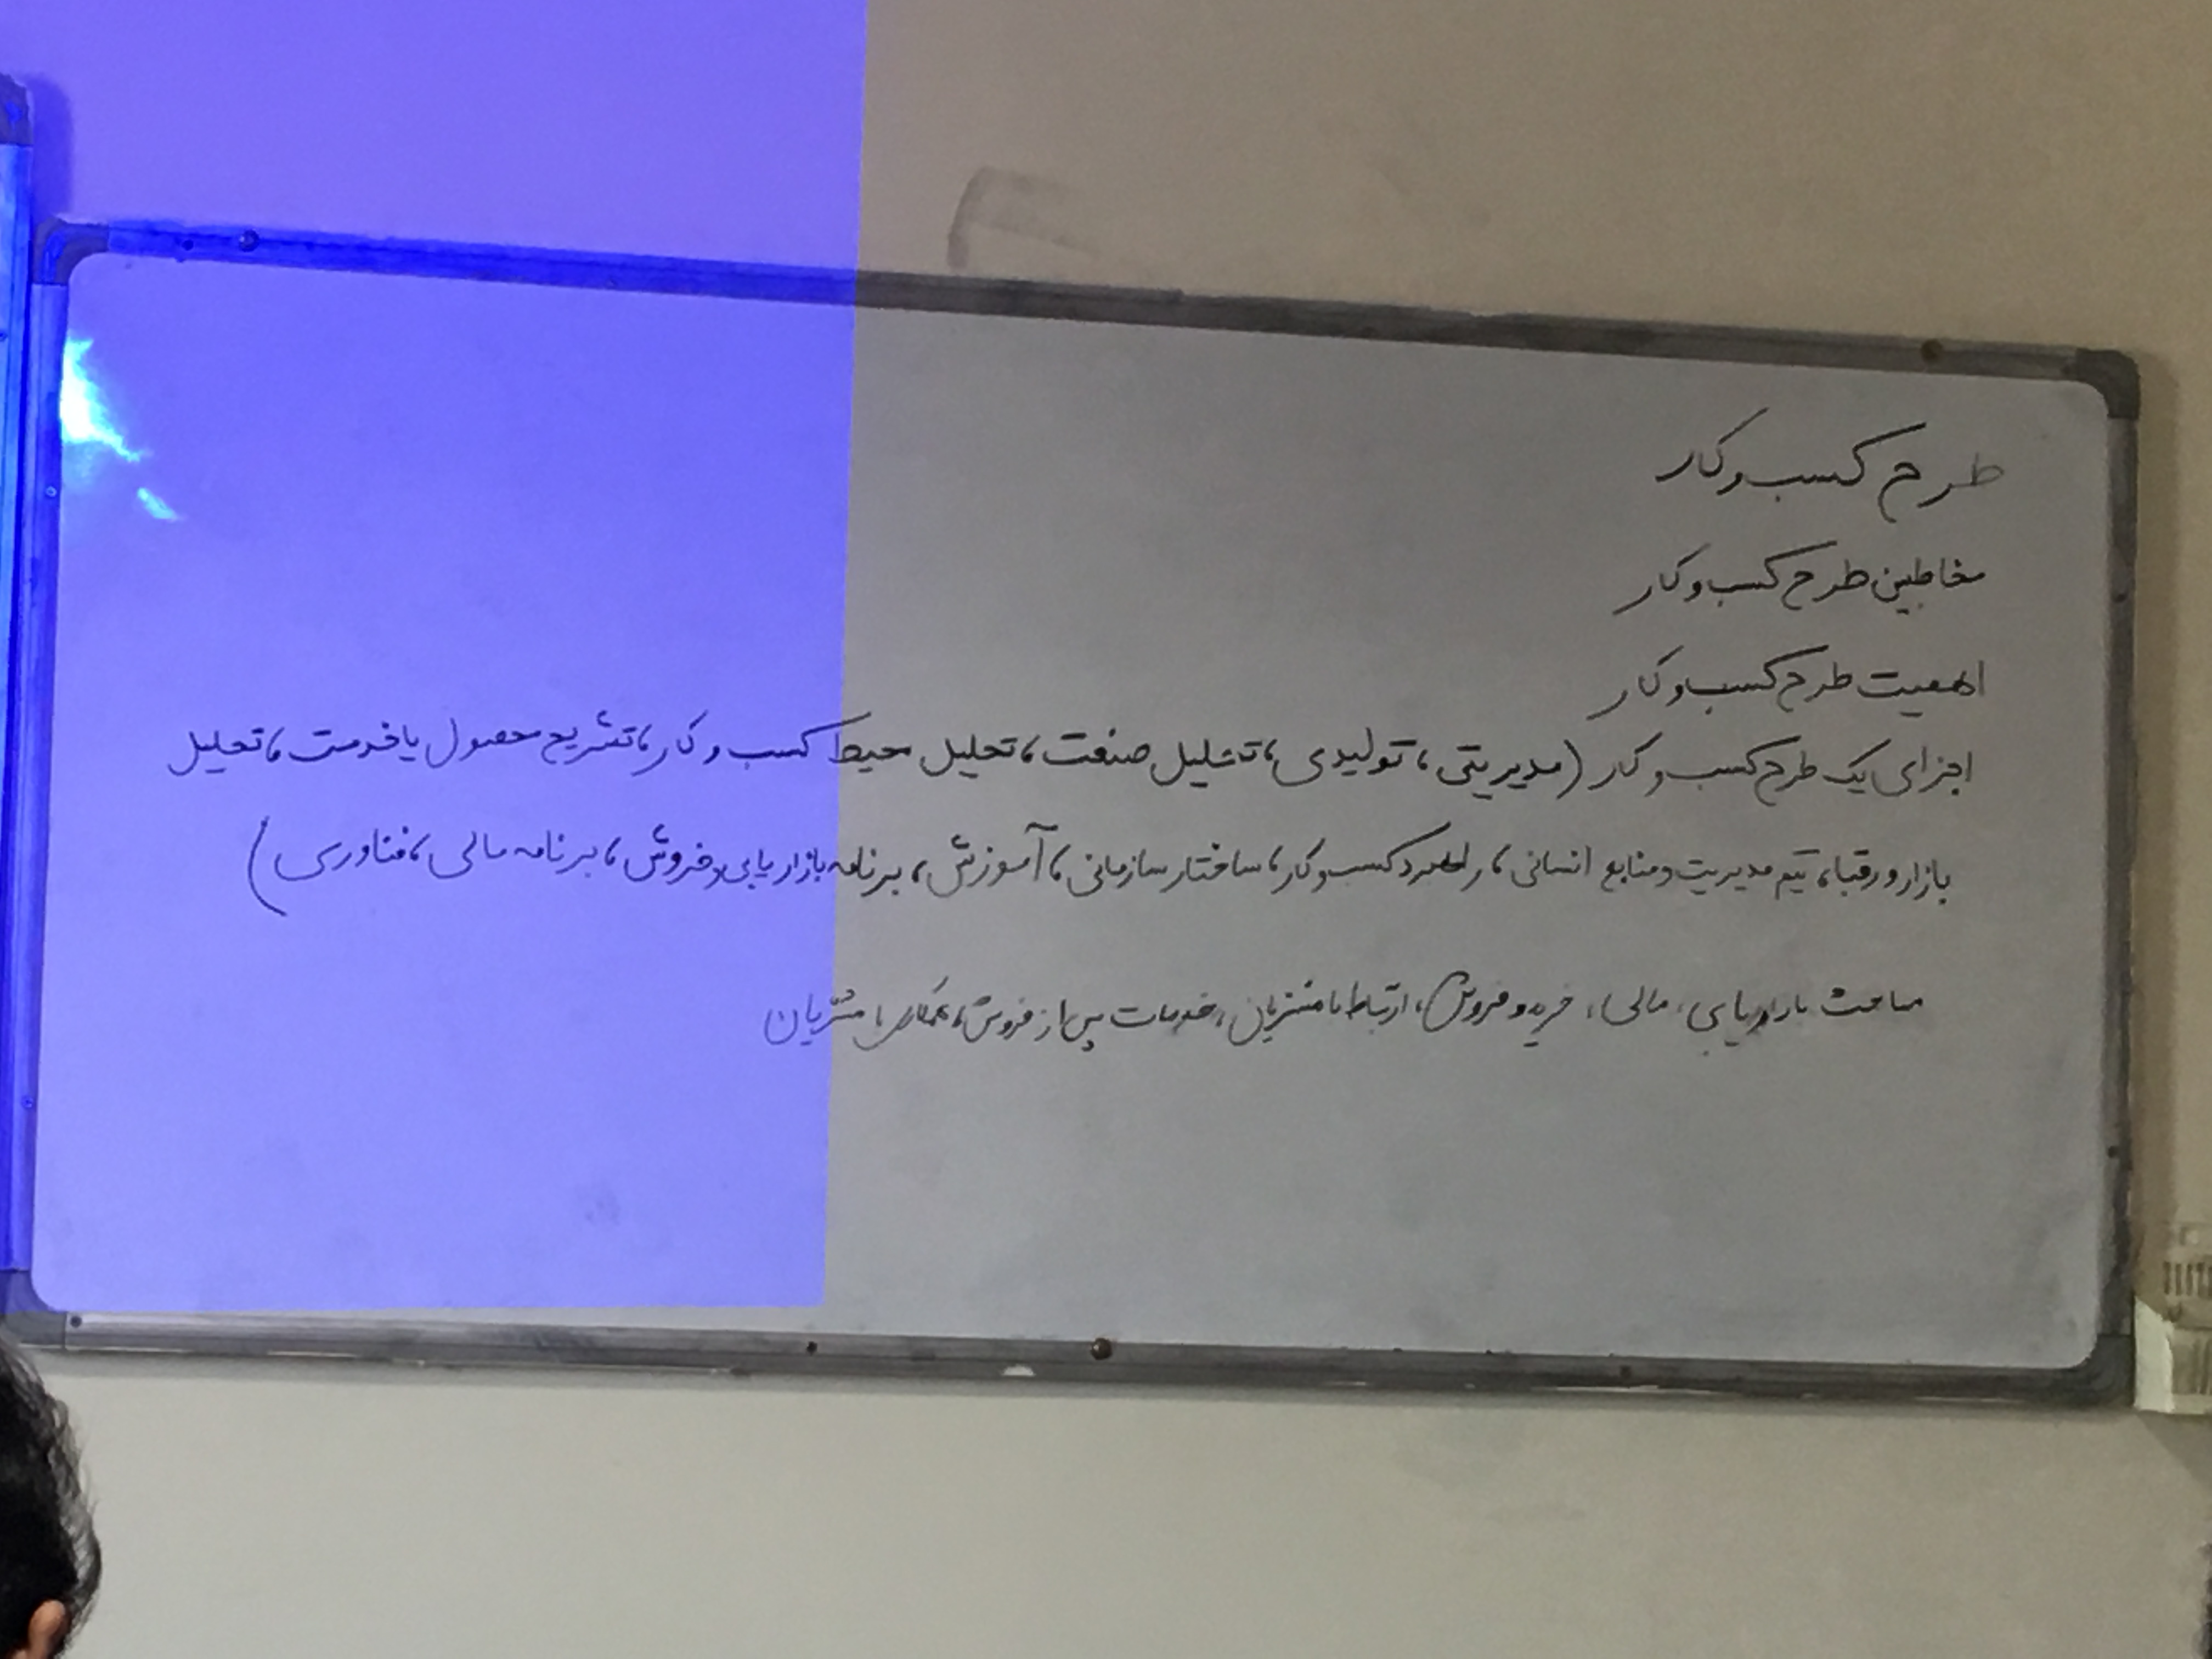 طرح کسب و کار
مخاطبین طرح کسب و کار
اهمیت طرح کسب و کار
اجزای یک طرح کسب و کار (مدیریتی، تولیدی، تشلیل صنعت، تحلیل محیط کسب و کار، تشریح محصول یا خدمت، تحلیل
بازار و رقبا، تیم مدیریت و منابع انسانی، راهبرد کسب و کار، ساختار سازمانی، آموزش، برنامه بازاریابی و فروش، برنامه مالی، فناوری)
مباحث بازاریابی، مالی، خرید و فروش، ارتباط با مشتریان، خدمات پس از فروش، با مشتریان